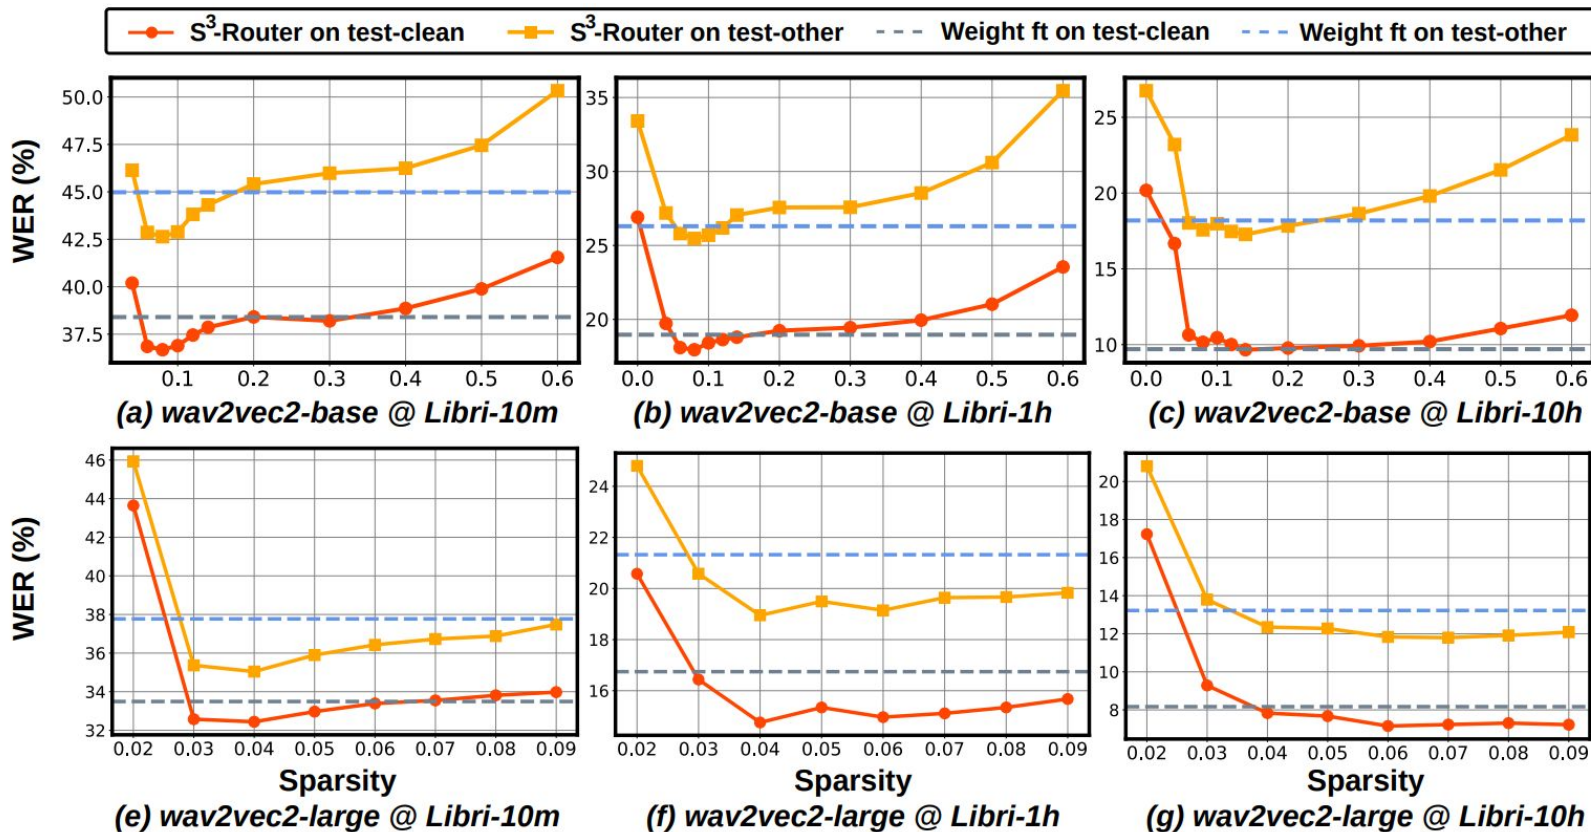 S³-Router on test-clean S³-Router on test-other Weight ft on test-clean Weight ft on test-other
WER (%)
50.0
47.5
45.0
42.5
40.0
37.5
0.1 0.2 0.3 0.4 0.5 0.6
(a) wav2vec2-base @ Libri-10m
35
30
25
20
0.0 0.1 0.2 0.3 0.4 0.5 0.6
(b) wav2vec2-base @ Libri-1h
25
20
15
10
0.0 0.1 0.2 0.3 0.4 0.5 0.6
(c) wav2vec2-base @ Libri-10h
WER (%)
46
44
42
40
38
36
34
32
0.02 0.03 0.04 0.05 0.06 0.07 0.08 0.09
Sparsity
(e) wav2vec2-large @ Libri-10m
24
22
20
18
16
0.02 0.03 0.04 0.05 0.06 0.07 0.08 0.09
(f) wav2vec2-large @ Libri-1h
20
18
16
14
12
10
8
0.02 0.03 0.04 0.05 0.06 0.07 0.08 0.09
Sparsity
(g) wav2vec2-large @ Libri-10h